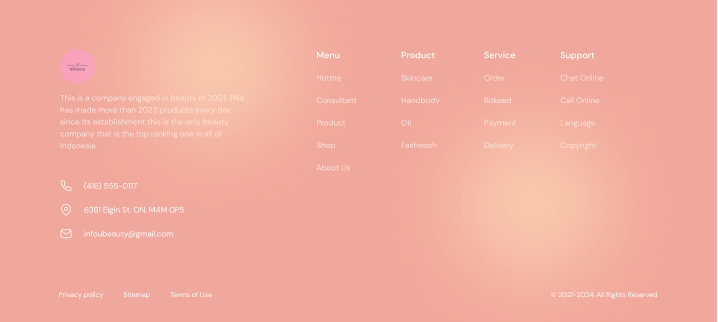 This is a company engaged in beauty in 2001. This
has made more than 2023 products every day
since its establishment this is the only beauty
company that is the top ranking one in all of
Indonesia
(416) 555-0117
6391 Elgin St. ON, M4M 0P5
infoubeauty@gmail.com
Menu
Hotme
Consultant
Product
Shop
About Us
Product
Skincare
Handbody
Oil
Fashwash
Service
Order
Bokeed
Payment
Delivery
Support
Chat Online
Call Online
Language
Copyright
Privacy policy
Sitemap
Terms of Use
© 2021-2024, All Rights Reserved